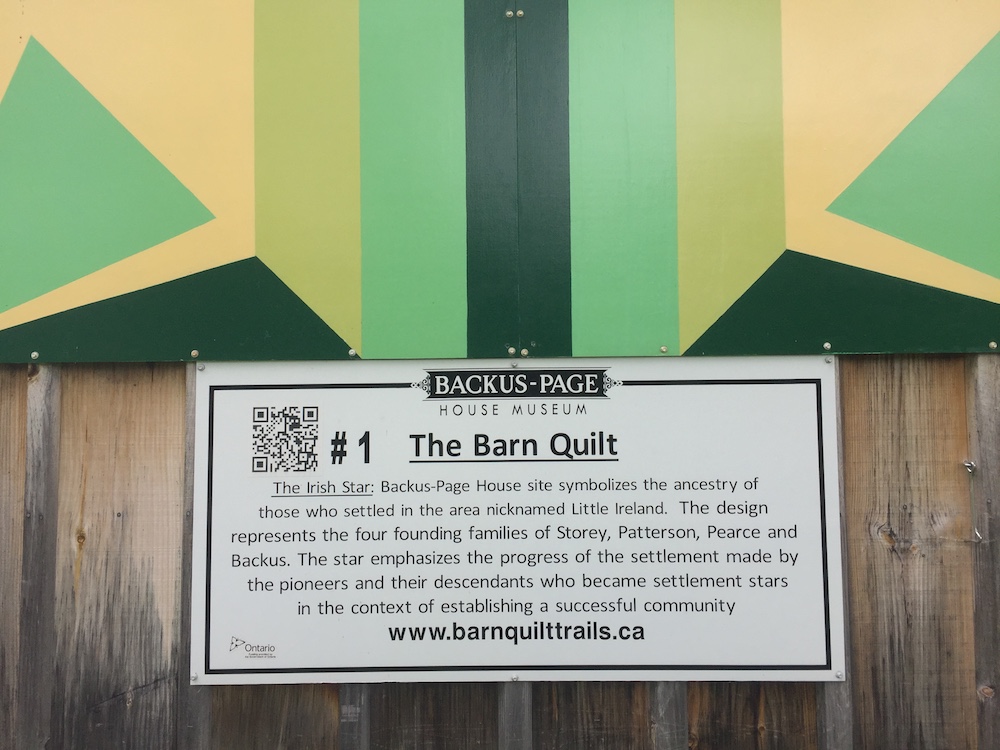 BACKUS-PAGE
HOUSE MUSEUM
#1 The Barn Quilt
The Irish Star: Backus-Page House site symbolizes the ancestry of
those who settled in the area nicknamed Little Ireland. The design
represents the four founding families of Storey, Patterson, Pearce and
Backus. The star emphasizes the progress of the settlement made by
the pioneers and their descendants who became settlement stars
in the context of establishing a successful community
www.barnquilttrails.ca
Ontario